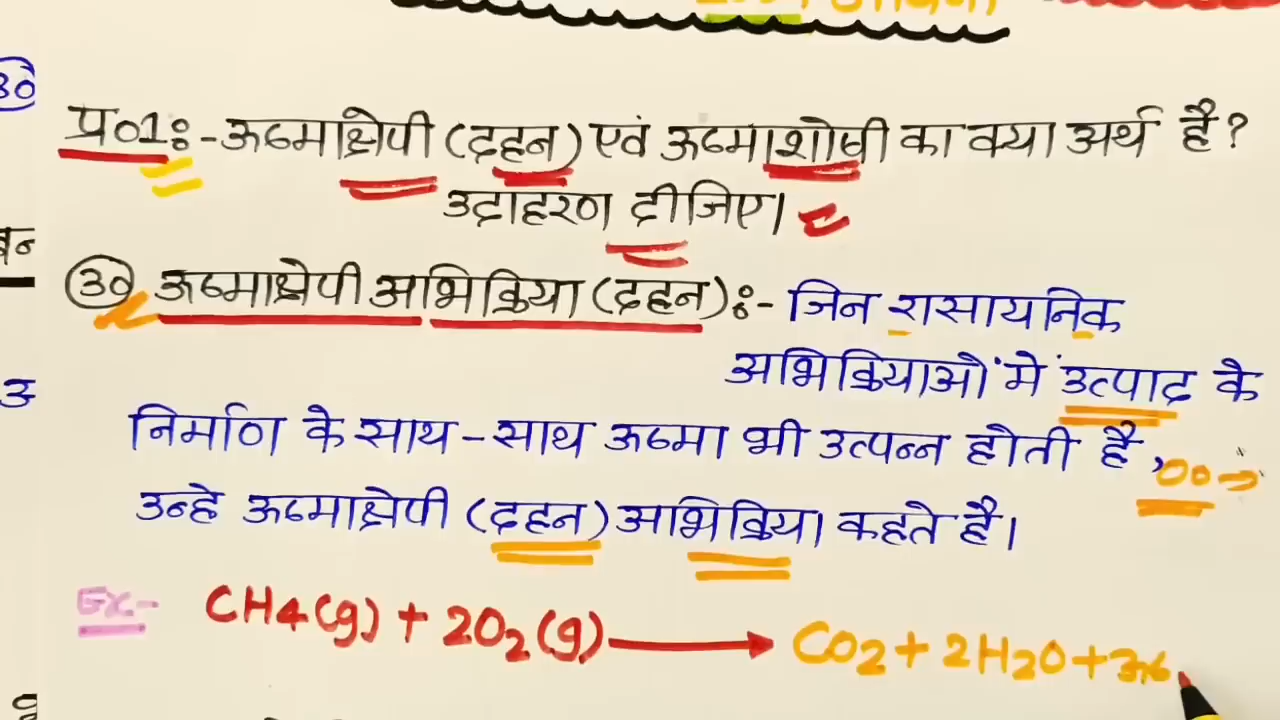 प्र०1:-ऊष्माक्षेपी (दहन) एवं ऊष्माशोषी का क्या अर्थ है?
उदाहरण दीजिए।
उ० ऊष्माक्षेपी अभिक्रिया (दहन):- जिन रासायनिक
अभिक्रियाओं में उत्पाद के
निर्माण के साथ-साथ ऊष्मा भी उत्पन्न होती है,
उन्हे ऊष्माक्षेपी (दहन) अभिक्रिया कहते है।
Ex- CH4(g) + 2O2(g) → CO2 + 2H2O +